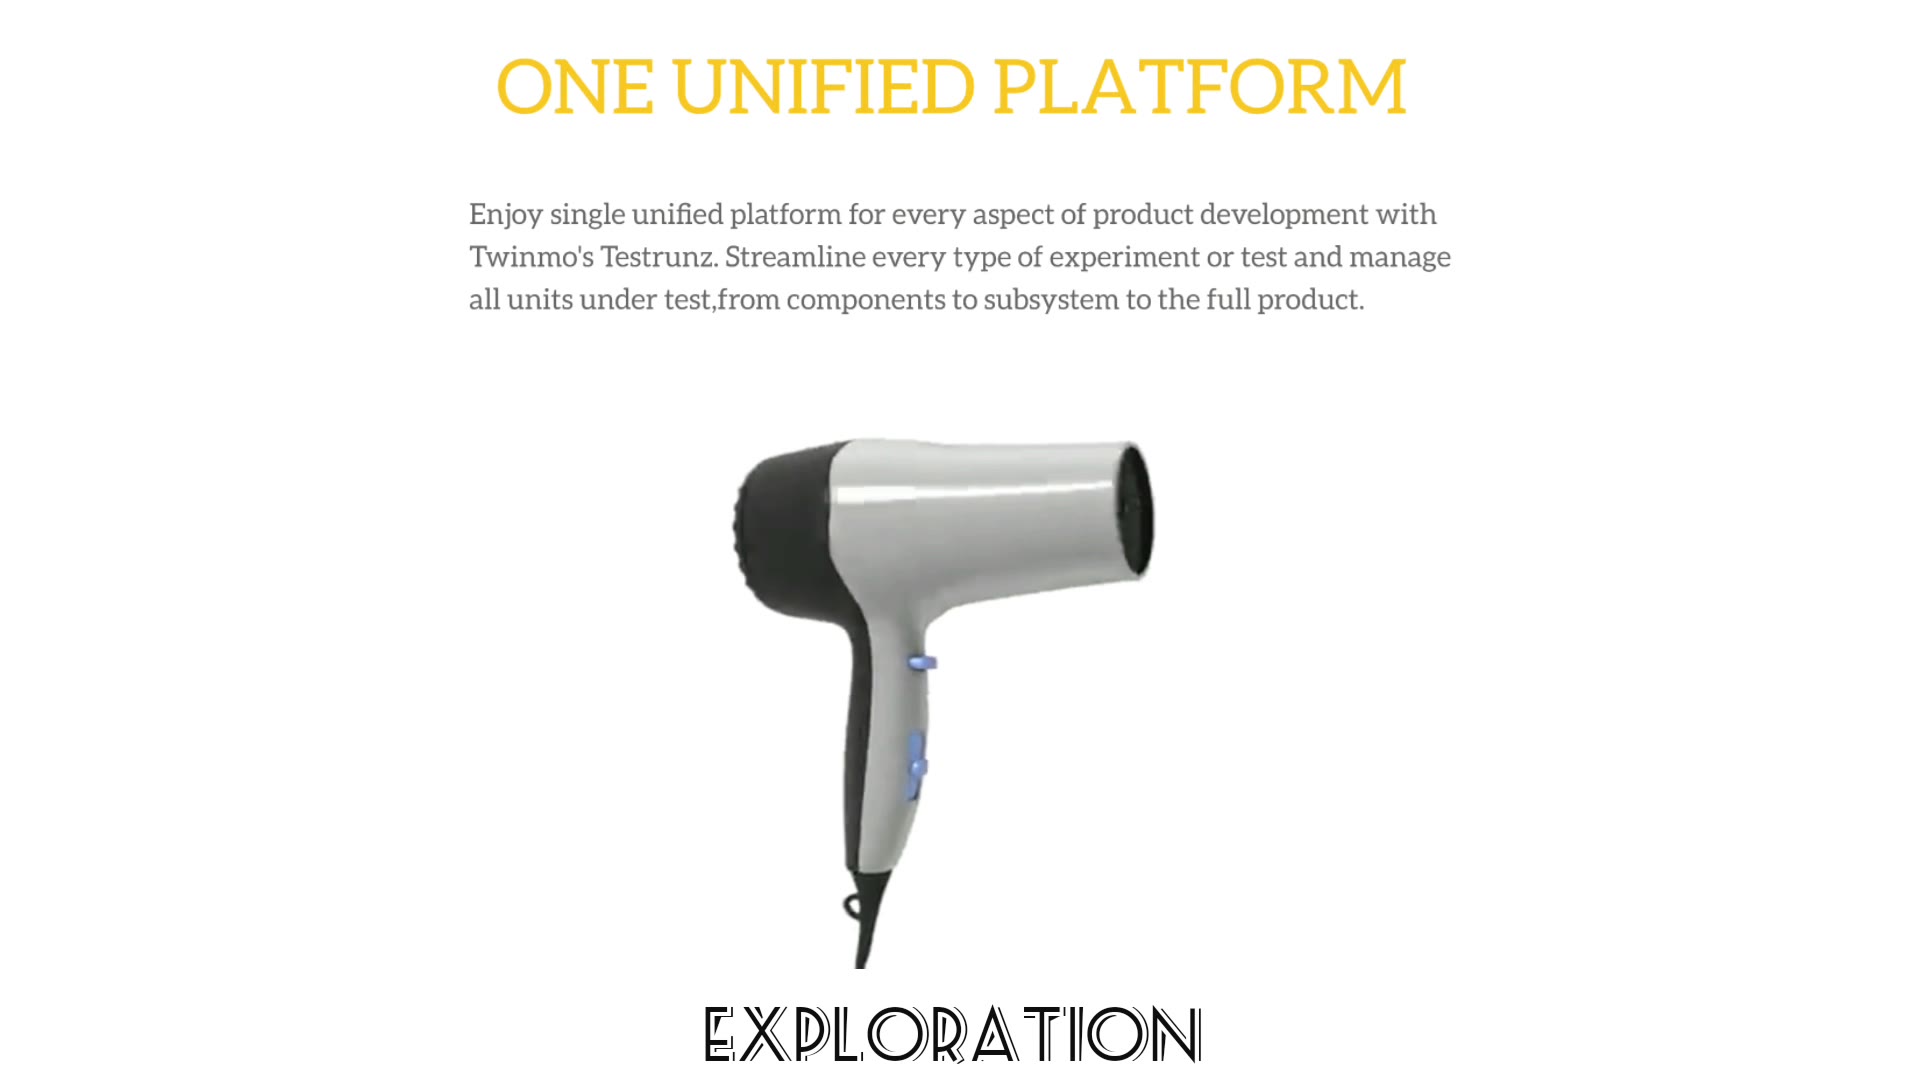 ONE UNIFIED PLATFORM
Enjoy single unified platform for every aspect of product development with
Twinmo's Testrunz. Streamline every type of experiment or test and manage
all units under test,from components to subsystem to the full product.
EXPLORATION